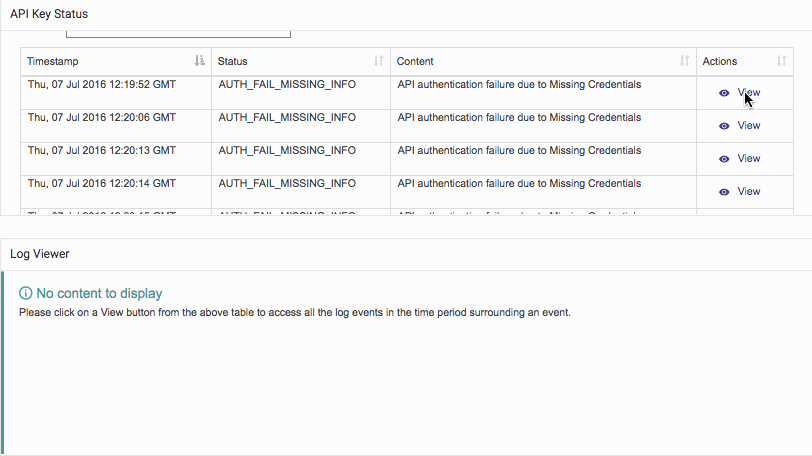 API Key Status
Timestamp Status Content Actions
Thu, 07 Jul 2016 12:19:52 GMT AUTH_FAIL_MISSING_INFO API authentication failure due to Missing Credentials View
Thu, 07 Jul 2016 12:20:06 GMT AUTH_FAIL_MISSING_INFO API authentication failure due to Missing Credentials View
Thu, 07 Jul 2016 12:20:13 GMT AUTH_FAIL_MISSING_INFO API authentication failure due to Missing Credentials View
Thu, 07 Jul 2016 12:20:14 GMT AUTH_FAIL_MISSING_INFO API authentication failure due to Missing Credentials View
Log Viewer
No content to display
Please click on a View button from the above table to access all the log events in the time period surrounding an event.